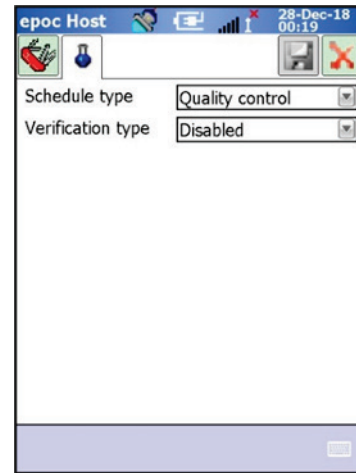 epoc Host
28-Dec-18
00:19
Schedule type
Quality control
Verification type
Disabled